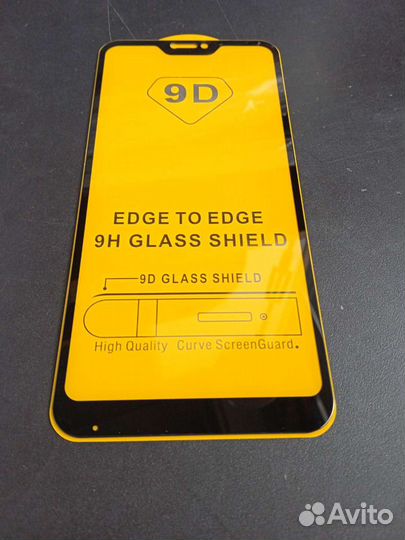 9D
EDGE TO EDGE
9H GLASS SHIELD
9D GLASS SHIELD
High Quality Curve ScreenGuard.
Avito